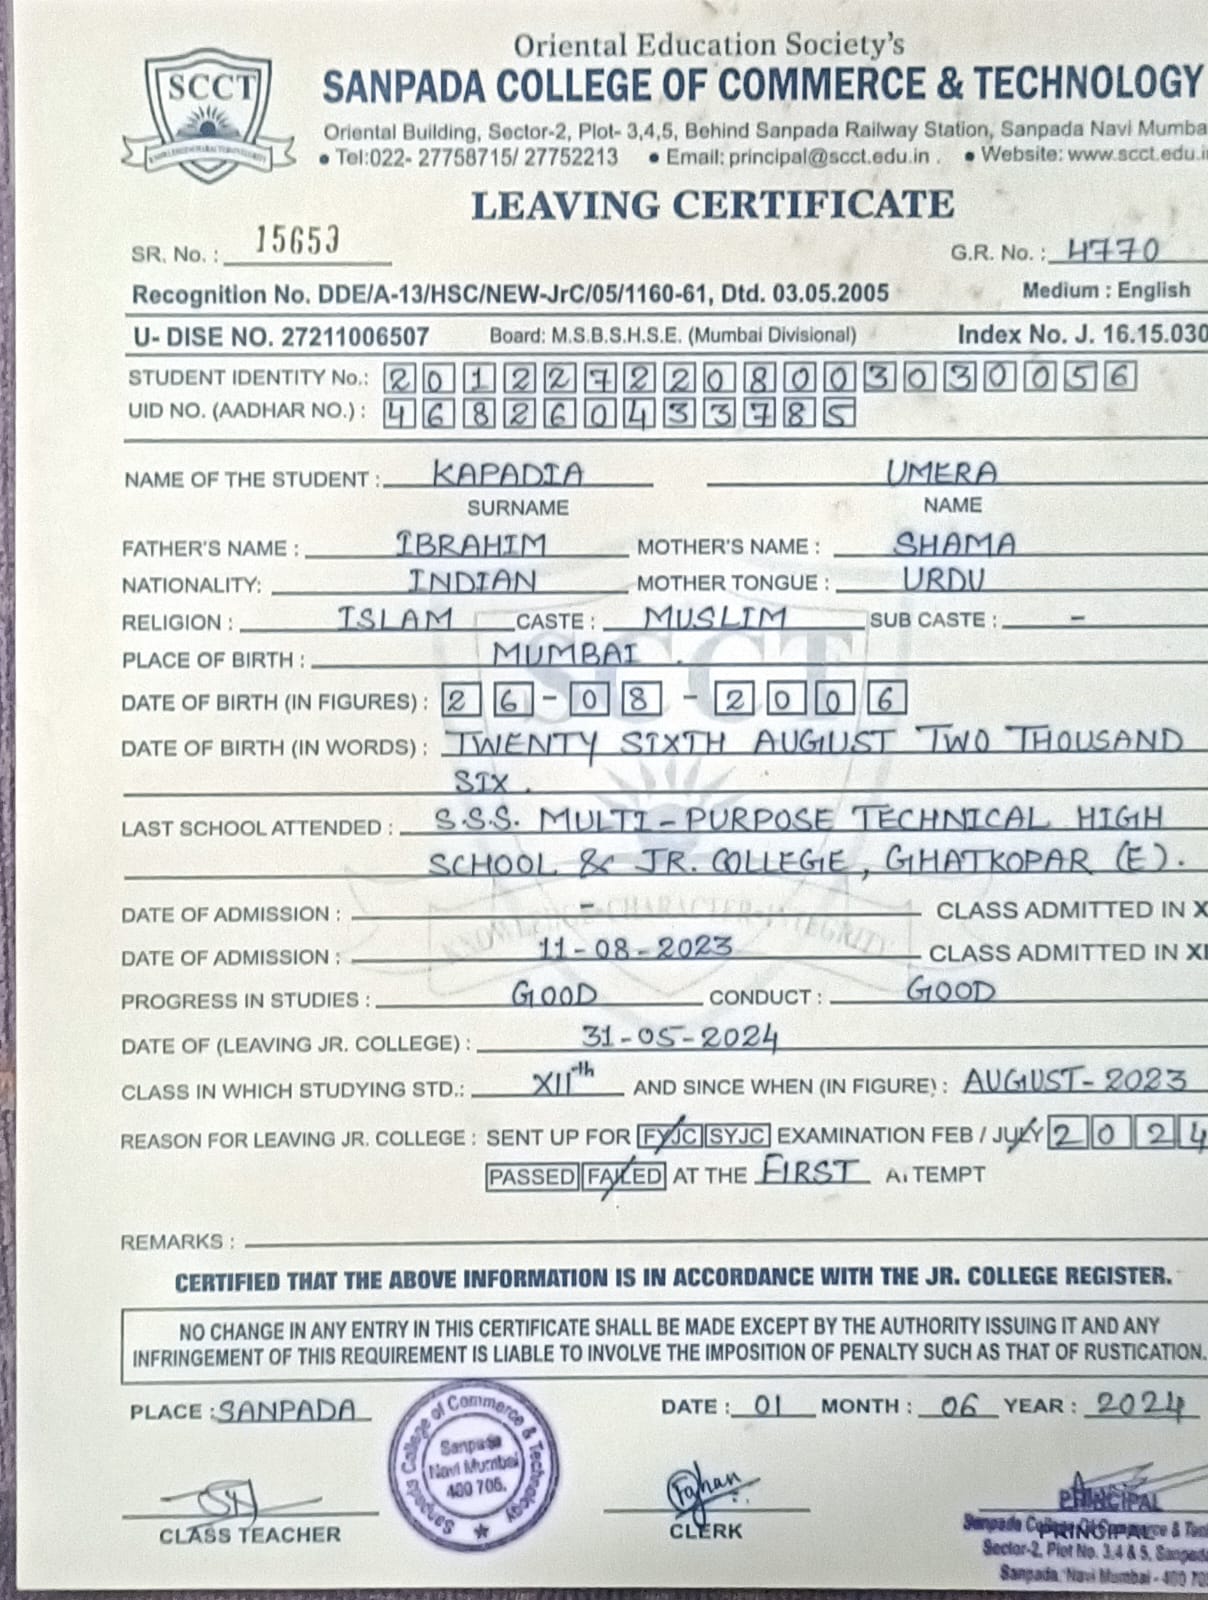 Oriental Education Society's
SCCT
SANPADA COLLEGE OF COMMERCE & TECHNOLOGY
Oriental Building, Sector-2, Plot- 3,4,5, Behind Sanpada Railway Station, Sanpada Navi Mumba
• Tel:022- 27758715/ 27752213 • Email: principal@scct.edu.in . • Website: www.scct.edu.in
KNOWLEDGE•CHARACTER•INTEGRITY
LEAVING CERTIFICATE
SR. No. : 15653 G.R. No. : 4770
Recognition No. DDE/A-13/HSC/NEW-JrC/05/1160-61, Dtd. 03.05.2005 Medium : English
U- DISE NO. 27211006507 Board: M.S.B.S.H.S.E. (Mumbai Divisional) Index No. J. 16.15.030
STUDENT IDENTITY No.: 2012272208003030056
UID NO. (AADHAR NO.) : 468260433785
NAME OF THE STUDENT : KAPADIA UMERA
SURNAME NAME
FATHER'S NAME : IBRAHIM MOTHER'S NAME : SHAMA
NATIONALITY: INDIAN MOTHER TONGUE : URDU
RELIGION : ISLAM CASTE : MUSLIM SUB CASTE : -
PLACE OF BIRTH : MUMBAI .
DATE OF BIRTH (IN FIGURES) : 26-08-2006
DATE OF BIRTH (IN WORDS) : TWENTY SIXTH AUGUST TWO THOUSAND
SIX .
LAST SCHOOL ATTENDED : S.S.S. MULTI-PURPOSE TECHNICAL HIGH
SCHOOL & JR. COLLEGE, GHATKOPAR (E).
DATE OF ADMISSION : - CLASS ADMITTED IN X
DATE OF ADMISSION : 11-08-2023 CLASS ADMITTED IN XI
PROGRESS IN STUDIES : GOOD CONDUCT : GOOD
DATE OF (LEAVING JR. COLLEGE) : 31-05-2024
CLASS IN WHICH STUDYING STD.: XIIth AND SINCE WHEN (IN FIGURE) : AUGUST-2023
REASON FOR LEAVING JR. COLLEGE : SENT UP FOR FYJC SYJC EXAMINATION FEB / JULY 2024
PASSED FAILED AT THE FIRST ATTEMPT
REMARKS :
CERTIFIED THAT THE ABOVE INFORMATION IS IN ACCORDANCE WITH THE JR. COLLEGE REGISTER.
NO CHANGE IN ANY ENTRY IN THIS CERTIFICATE SHALL BE MADE EXCEPT BY THE AUTHORITY ISSUING IT AND ANY
INFRINGEMENT OF THIS REQUIREMENT IS LIABLE TO INVOLVE THE IMPOSITION OF PENALTY SUCH AS THAT OF RUSTICATION.
PLACE : SANPADA DATE : 01 MONTH : 06 YEAR : 2024
Sanpada College of Commerce & Technology
Sanpada
Navi Mumbai
400 705.
CLASS TEACHER CLERK PRINCIPAL
PRINCIPAL
Sanpada College Of Commerce & Tech
Sector-2, Plot No. 3,4 & 5, Sanpada
Sanpada, Navi Mumbai - 400 70